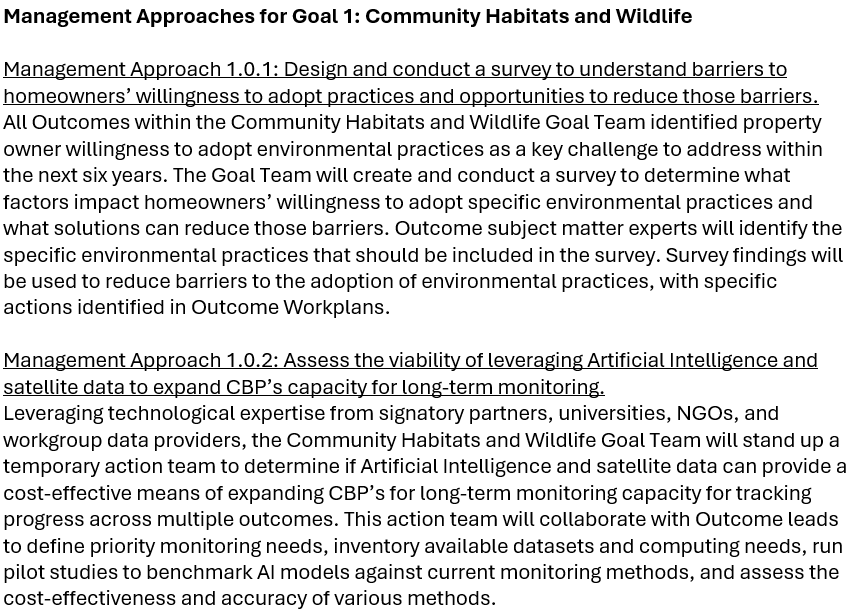 Management Approaches for Goal 1: Community Habitats and Wildlife
Management Approach 1.0.1: Design and conduct a survey to understand barriers to
homeowners’ willingness to adopt practices and opportunities to reduce those barriers.
All Outcomes within the Community Habitats and Wildlife Goal Team identified property
owner willingness to adopt environmental practices as a key challenge to address within
the next six years. The Goal Team will create and conduct a survey to determine what
factors impact homeowners’ willingness to adopt specific environmental practices and
what solutions can reduce those barriers. Outcome subject matter experts will identify the
specific environmental practices that should be included in the survey. Survey findings will
be used to reduce barriers to the adoption of environmental practices, with specific
actions identified in Outcome Workplans.
Management Approach 1.0.2: Assess the viability of leveraging Artificial Intelligence and
satellite data to expand CBP’s capacity for long-term monitoring.
Leveraging technological expertise from signatory partners, universities, NGOs, and
workgroup data providers, the Community Habitats and Wildlife Goal Team will stand up a
temporary action team to determine if Artificial Intelligence and satellite data can provide a
cost-effective means of expanding CBP’s for long-term monitoring capacity for tracking
progress across multiple outcomes. This action team will collaborate with Outcome leads
to define priority monitoring needs, inventory available datasets and computing needs, run
pilot studies to benchmark AI models against current monitoring methods, and assess the
cost-effectiveness and accuracy of various methods.